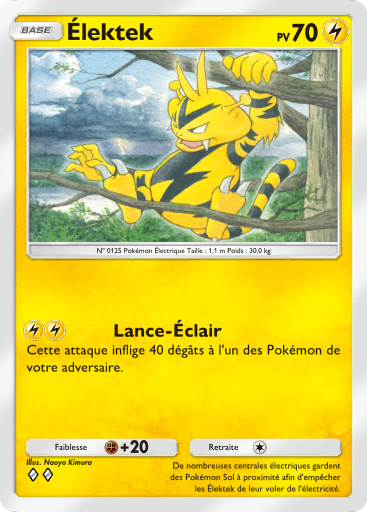 BASE Élektek PV 70
N° 0125 Pokémon Électrique Taille : 1,1 m Poids : 30,0 kg
Lance-Éclair
Cette attaque inflige 40 dégâts à l'un des Pokémon de
votre adversaire.
Faiblesse +20 Retraite
Illus. Naoyo Kimura
De nombreuses centrales électriques gardent
des Pokémon Sol à proximité afin d'empêcher
les Élektek de leur voler de l'électricité.